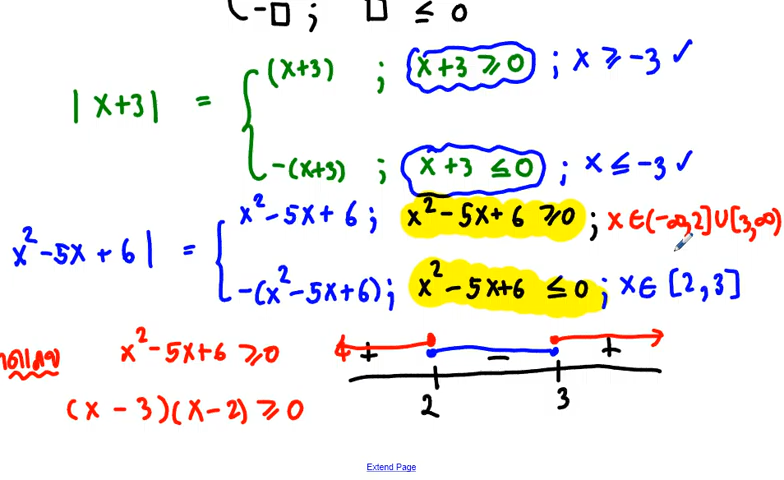 -□ ; □ ≤ 0
|x+3| = { (x+3) ; x+3 ≥ 0 ; x ≥ -3 ✓
-(x+3) ; x+3 ≤ 0 ; x ≤ -3 ✓
x²-5x+6| = { x²-5x+6 ; x²-5x+6 ≥ 0 ; x ∈ (-∞,2] ∪ [3,∞)
-(x²-5x+6) ; x²-5x+6 ≤ 0 ; x ∈ [2,3]
x²-5x+6 ≥ 0
+ - +
(x-3)(x-2) ≥ 0
2 3
Extend Page